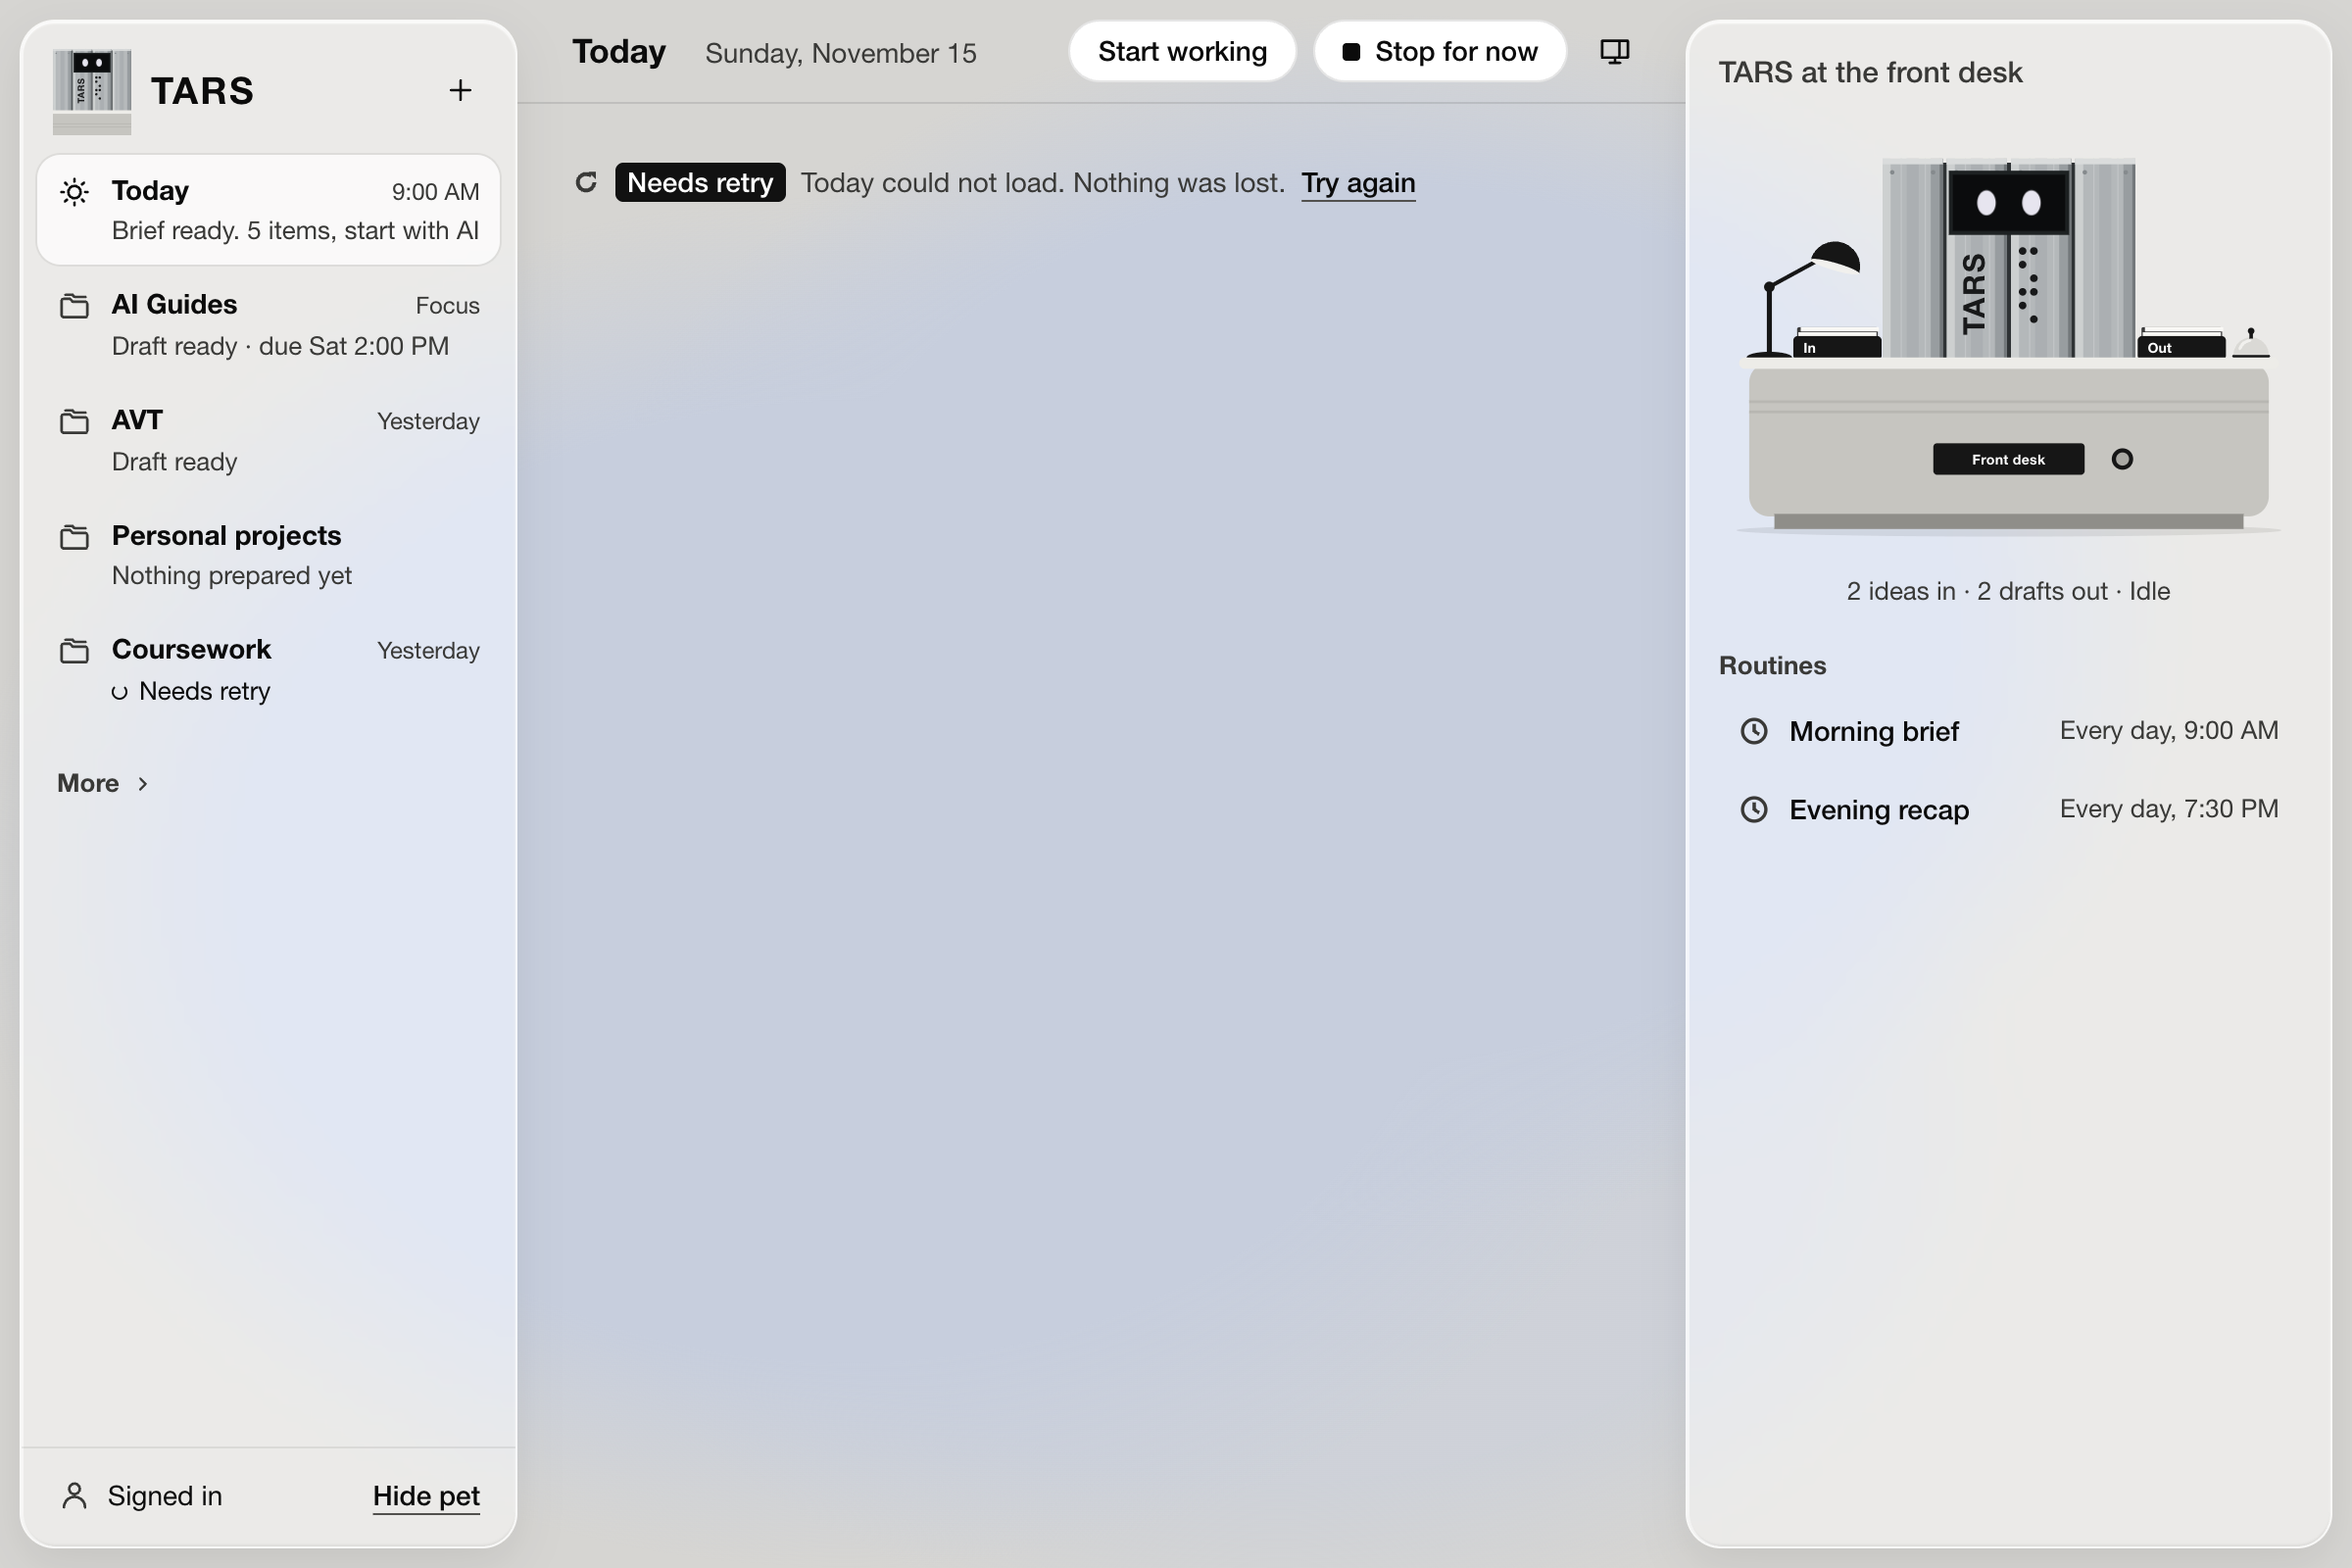 TARS
TARS
Today 9:00 AM
Brief ready. 5 items, start with AI
AI Guides Focus
Draft ready · due Sat 2:00 PM
AVT Yesterday
Draft ready
Personal projects
Nothing prepared yet
Coursework Yesterday
Needs retry
More
Signed in Hide pet
Today Sunday, November 15 Start working Stop for now
Needs retry Today could not load. Nothing was lost. Try again
TARS at the front desk
TARS
In Out
Front desk
2 ideas in · 2 drafts out · Idle
Routines
Morning brief Every day, 9:00 AM
Evening recap Every day, 7:30 PM